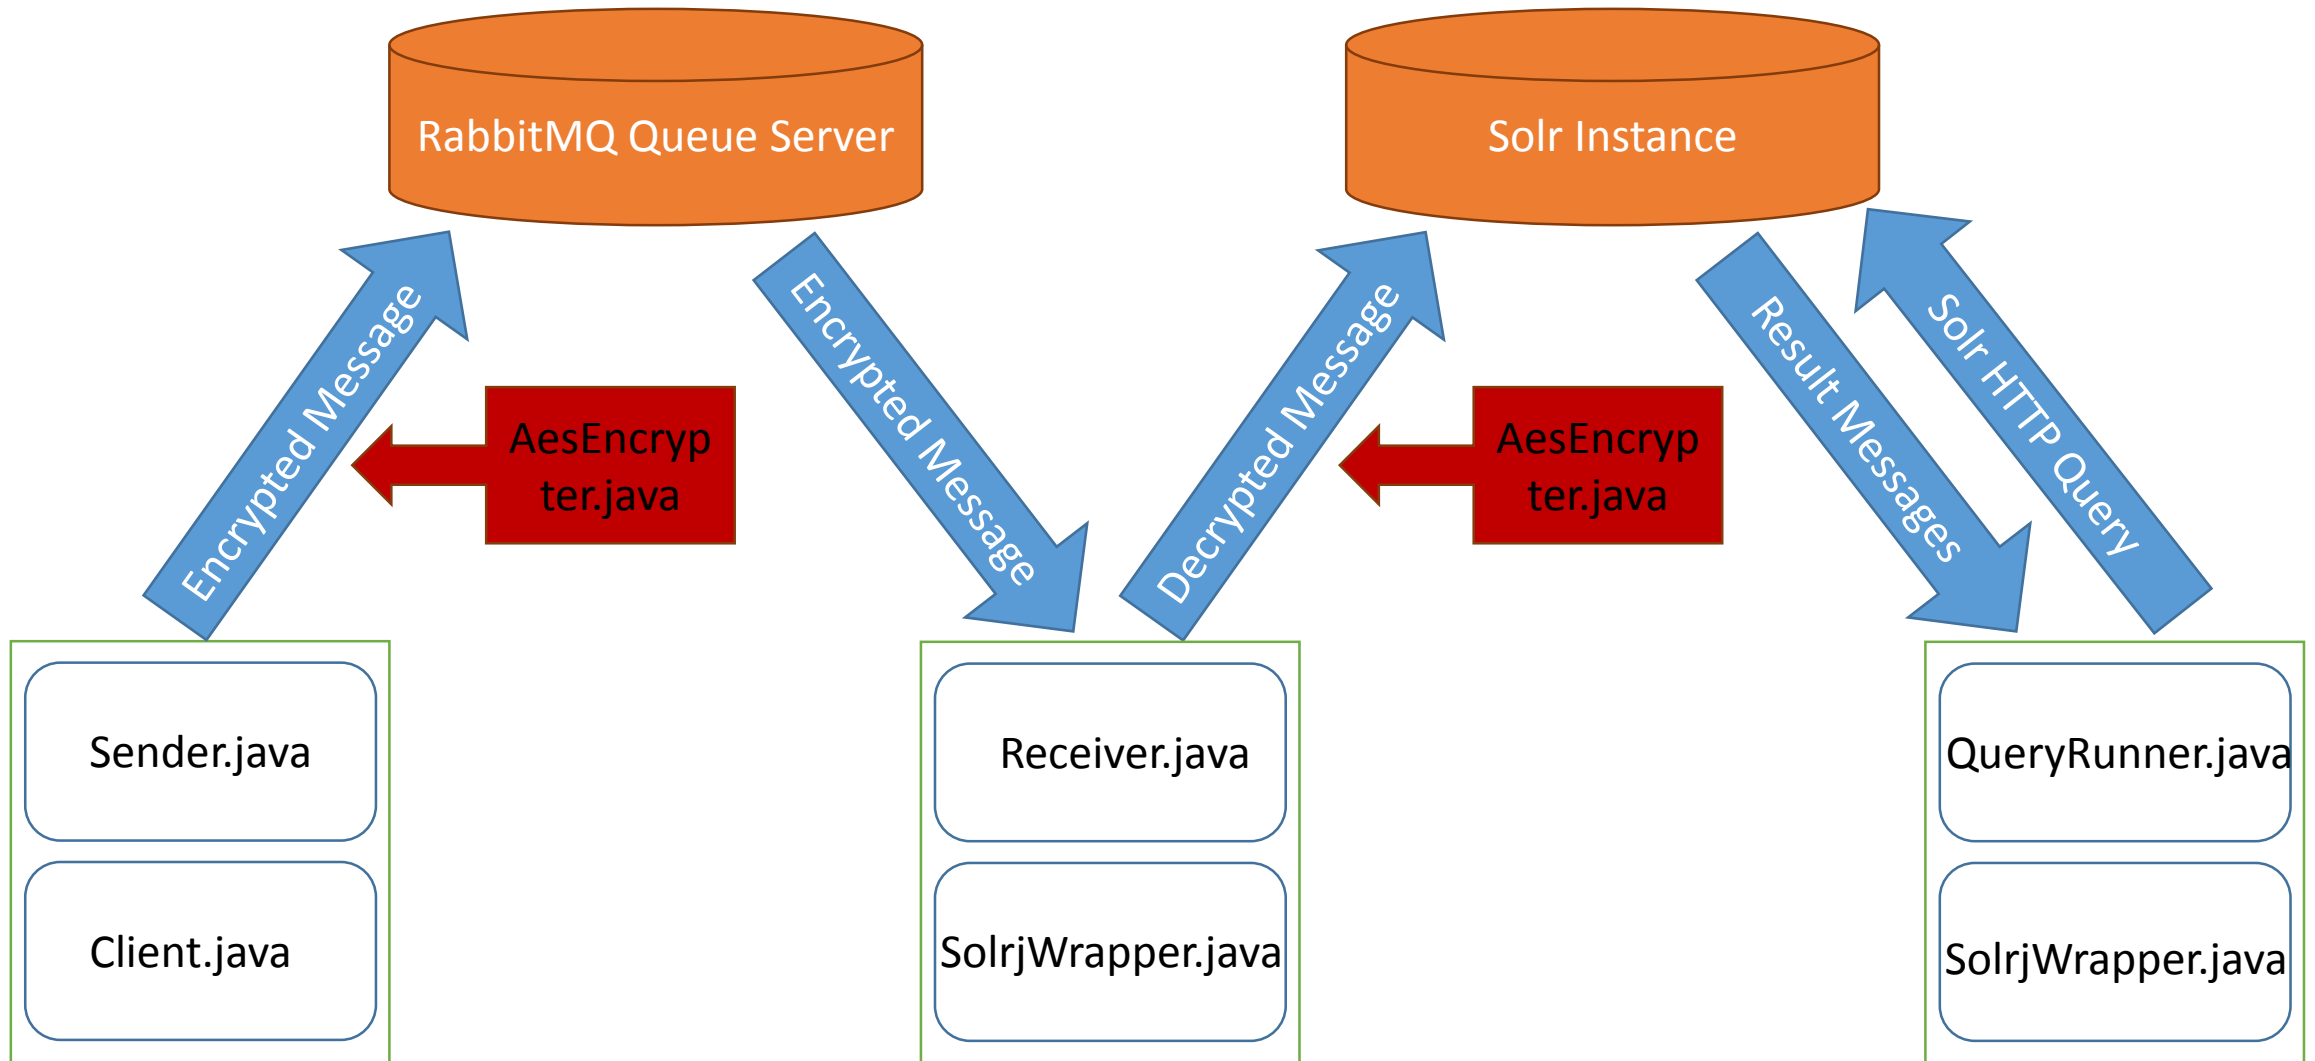 RabbitMQ Queue Server
Solr Instance
Encrypted Message
AesEncryp
ter.java
Encrypted Message
Decrypted Message
AesEncryp
ter.java
Result Messages
Solr HTTP Query
Sender.java
Client.java
Receiver.java
SolrjWrapper.java
QueryRunner.java
SolrjWrapper.java